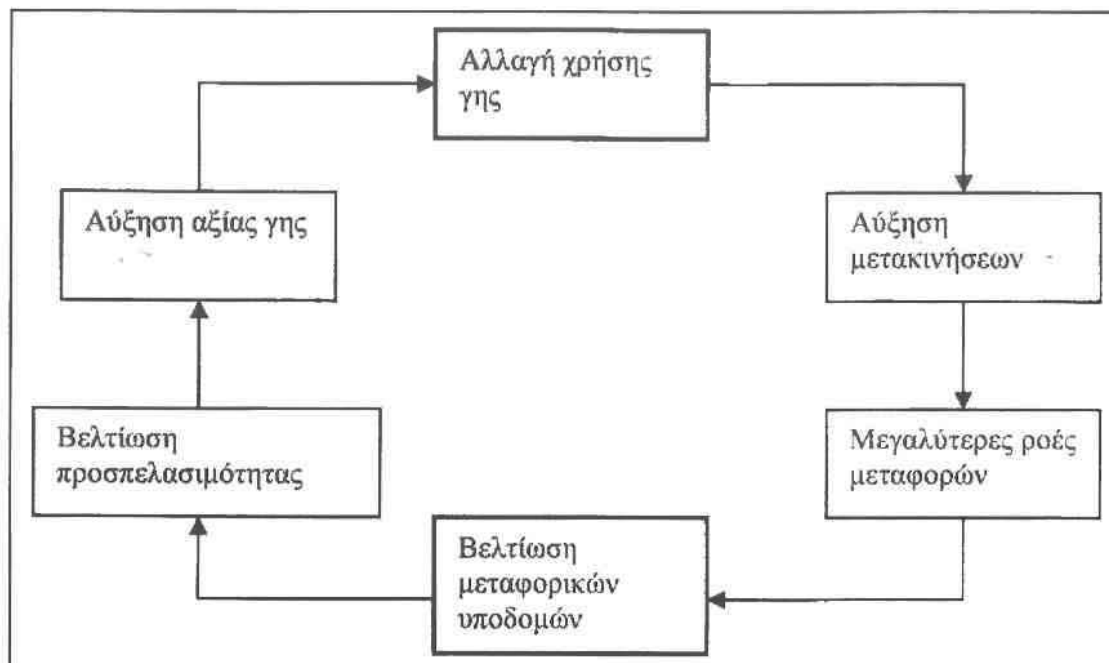 Αλλαγή χρήσης
γης
Αύξηση αξίας γης
Αύξηση
μετακινήσεων
Βελτίωση
προσπελασιμότητας
Μεγαλύτερες ροές
μεταφορών
Βελτίωση
μεταφορικών
υποδομών